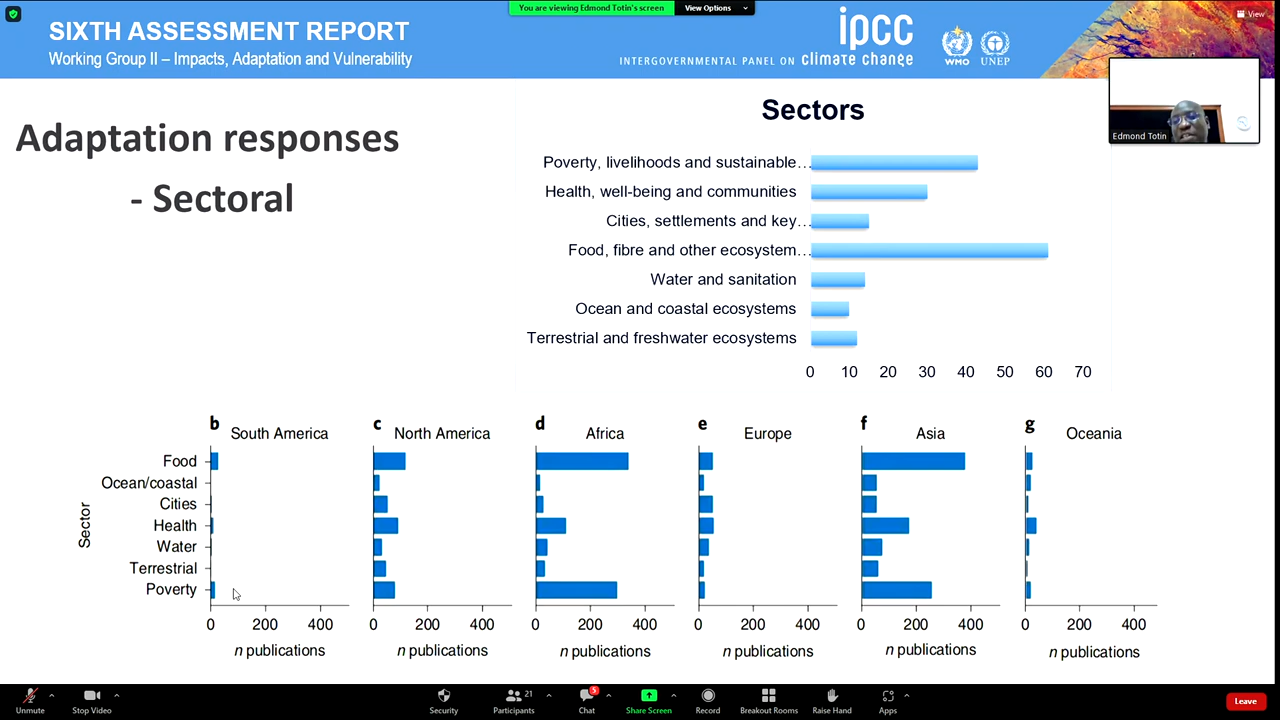 You are viewing Edmond Totin's screen
View Options
View
SIXTH ASSESSMENT REPORT
Working Group II – Impacts, Adaptation and Vulnerability
ipcc
INTERGOVERNMENTAL PANEL ON climate change
WMO
UNEP
Edmond Totin
Adaptation responses
- Sectoral
Sectors
Poverty, livelihoods and sustainable…
Health, well-being and communities
Cities, settlements and key…
Food, fibre and other ecosystem…
Water and sanitation
Ocean and coastal ecosystems
Terrestrial and freshwater ecosystems
0 10 20 30 40 50 60 70
b South America
c North America
d Africa
e Europe
f Asia
g Oceania
Sector
Food
Ocean/coastal
Cities
Health
Water
Terrestrial
Poverty
0 200 400
n publications
0 200 400
n publications
0 200 400
n publications
0 200 400
n publications
0 200 400
n publications
0 200 400
n publications
Unmute
Stop Video
Security
Participants
21
Chat
5
Share Screen
Record
Breakout Rooms
Raise Hand
Apps
Leave